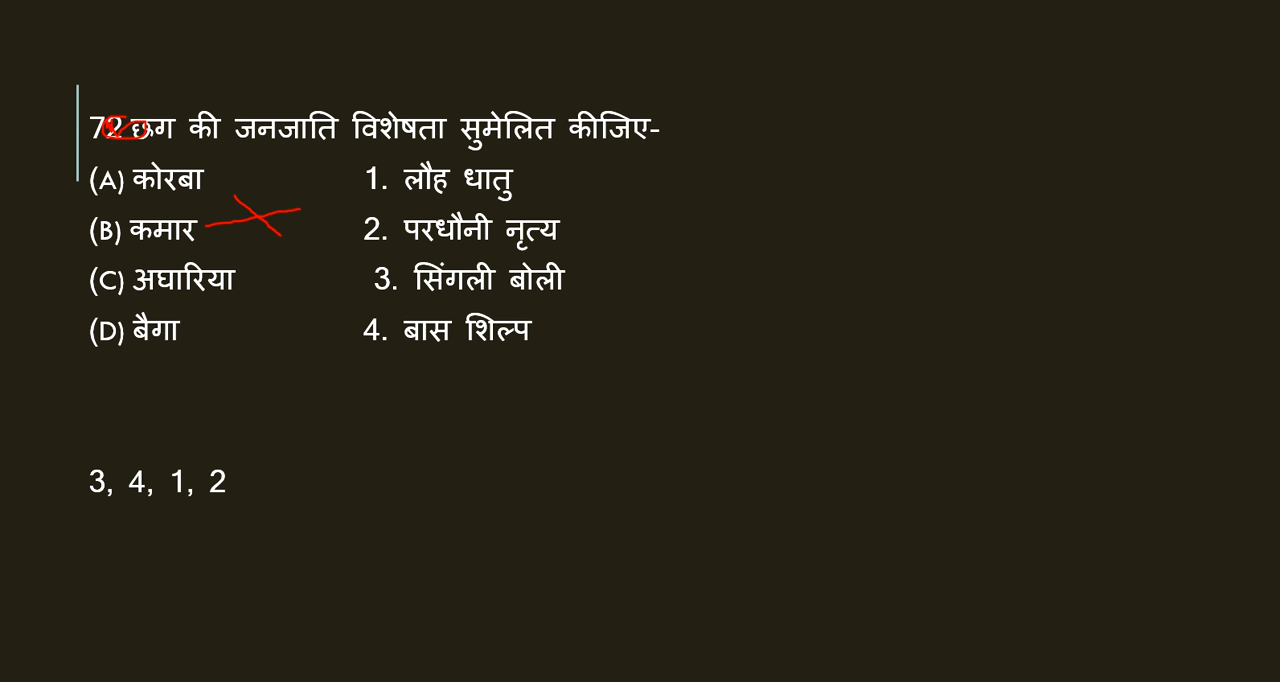 72 छग की जनजाति विशेषता सुमेलित कीजिए-
(A) कोरबा 1. लौह धातु
(B) कमार 2. परधौनी नृत्य
(C) अघारिया 3. सिंगली बोली
(D) बैगा 4. बास शिल्प
3, 4, 1, 2